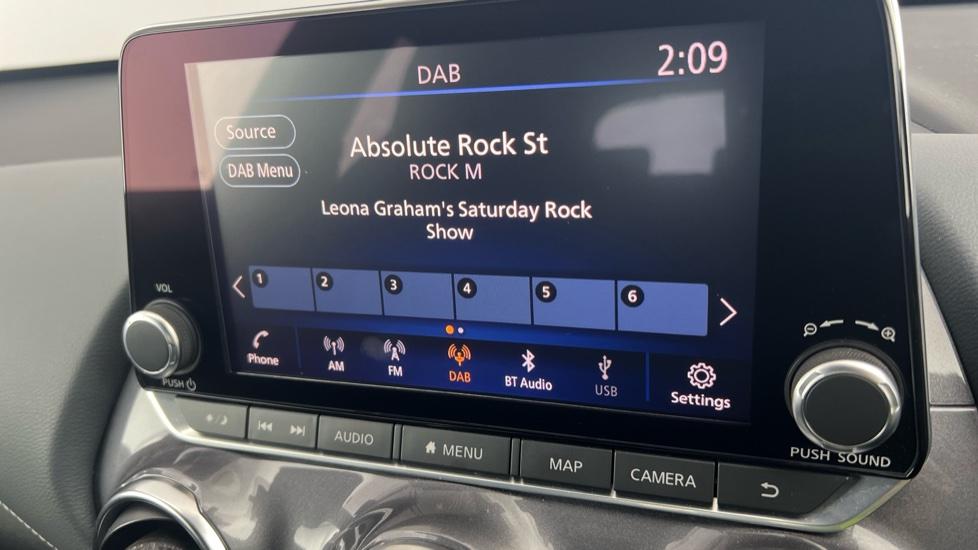 DAB
2:09
Source
DAB Menu
Absolute Rock St
ROCK M
Leona Graham's Saturday Rock
Show
1 2 3 4 5 6
Phone
AM
FM
DAB
BT Audio
USB
Settings
VOL
PUSH
PUSH SOUND
AUDIO
MENU
MAP
CAMERA